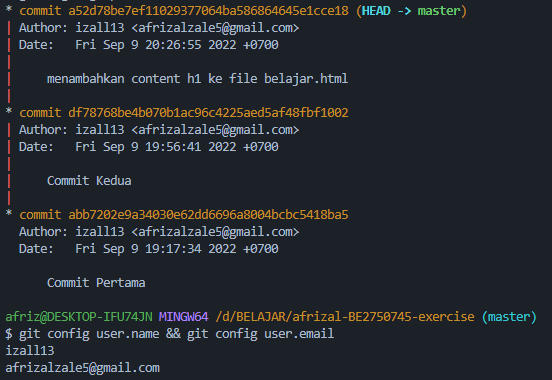 * commit a52d78be7ef11029377064ba586864645e1cce18 (HEAD -> master)
| Author: izall13 <afrizalzale5@gmail.com>
| Date:   Fri Sep 9 20:26:55 2022 +0700
|
|     menambahkan content h1 ke file belajar.html
|
* commit df78768be4b070b1ac96c4225aed5af48fbf1002
| Author: izall13 <afrizalzale5@gmail.com>
| Date:   Fri Sep 9 19:56:41 2022 +0700
|
|     Commit Kedua
|
* commit abb7202e9a34030e62dd6696a8004bcbc5418ba5
  Author: izall13 <afrizalzale5@gmail.com>
  Date:   Fri Sep 9 19:17:34 2022 +0700

      Commit Pertama

afriz@DESKTOP-IFU74JN MINGW64 /d/BELAJAR/afrizal-BE2750745-exercise (master)
$ git config user.name && git config user.email
izall13
afrizalzale5@gmail.com